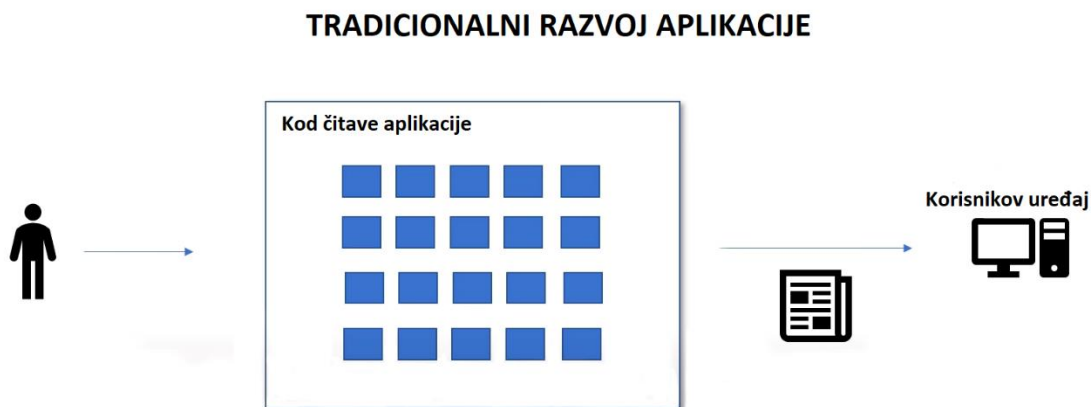 TRADICIONALNI RAZVOJ APLIKACIJE
Kod čitave aplikacije
Korisnikov uređaj